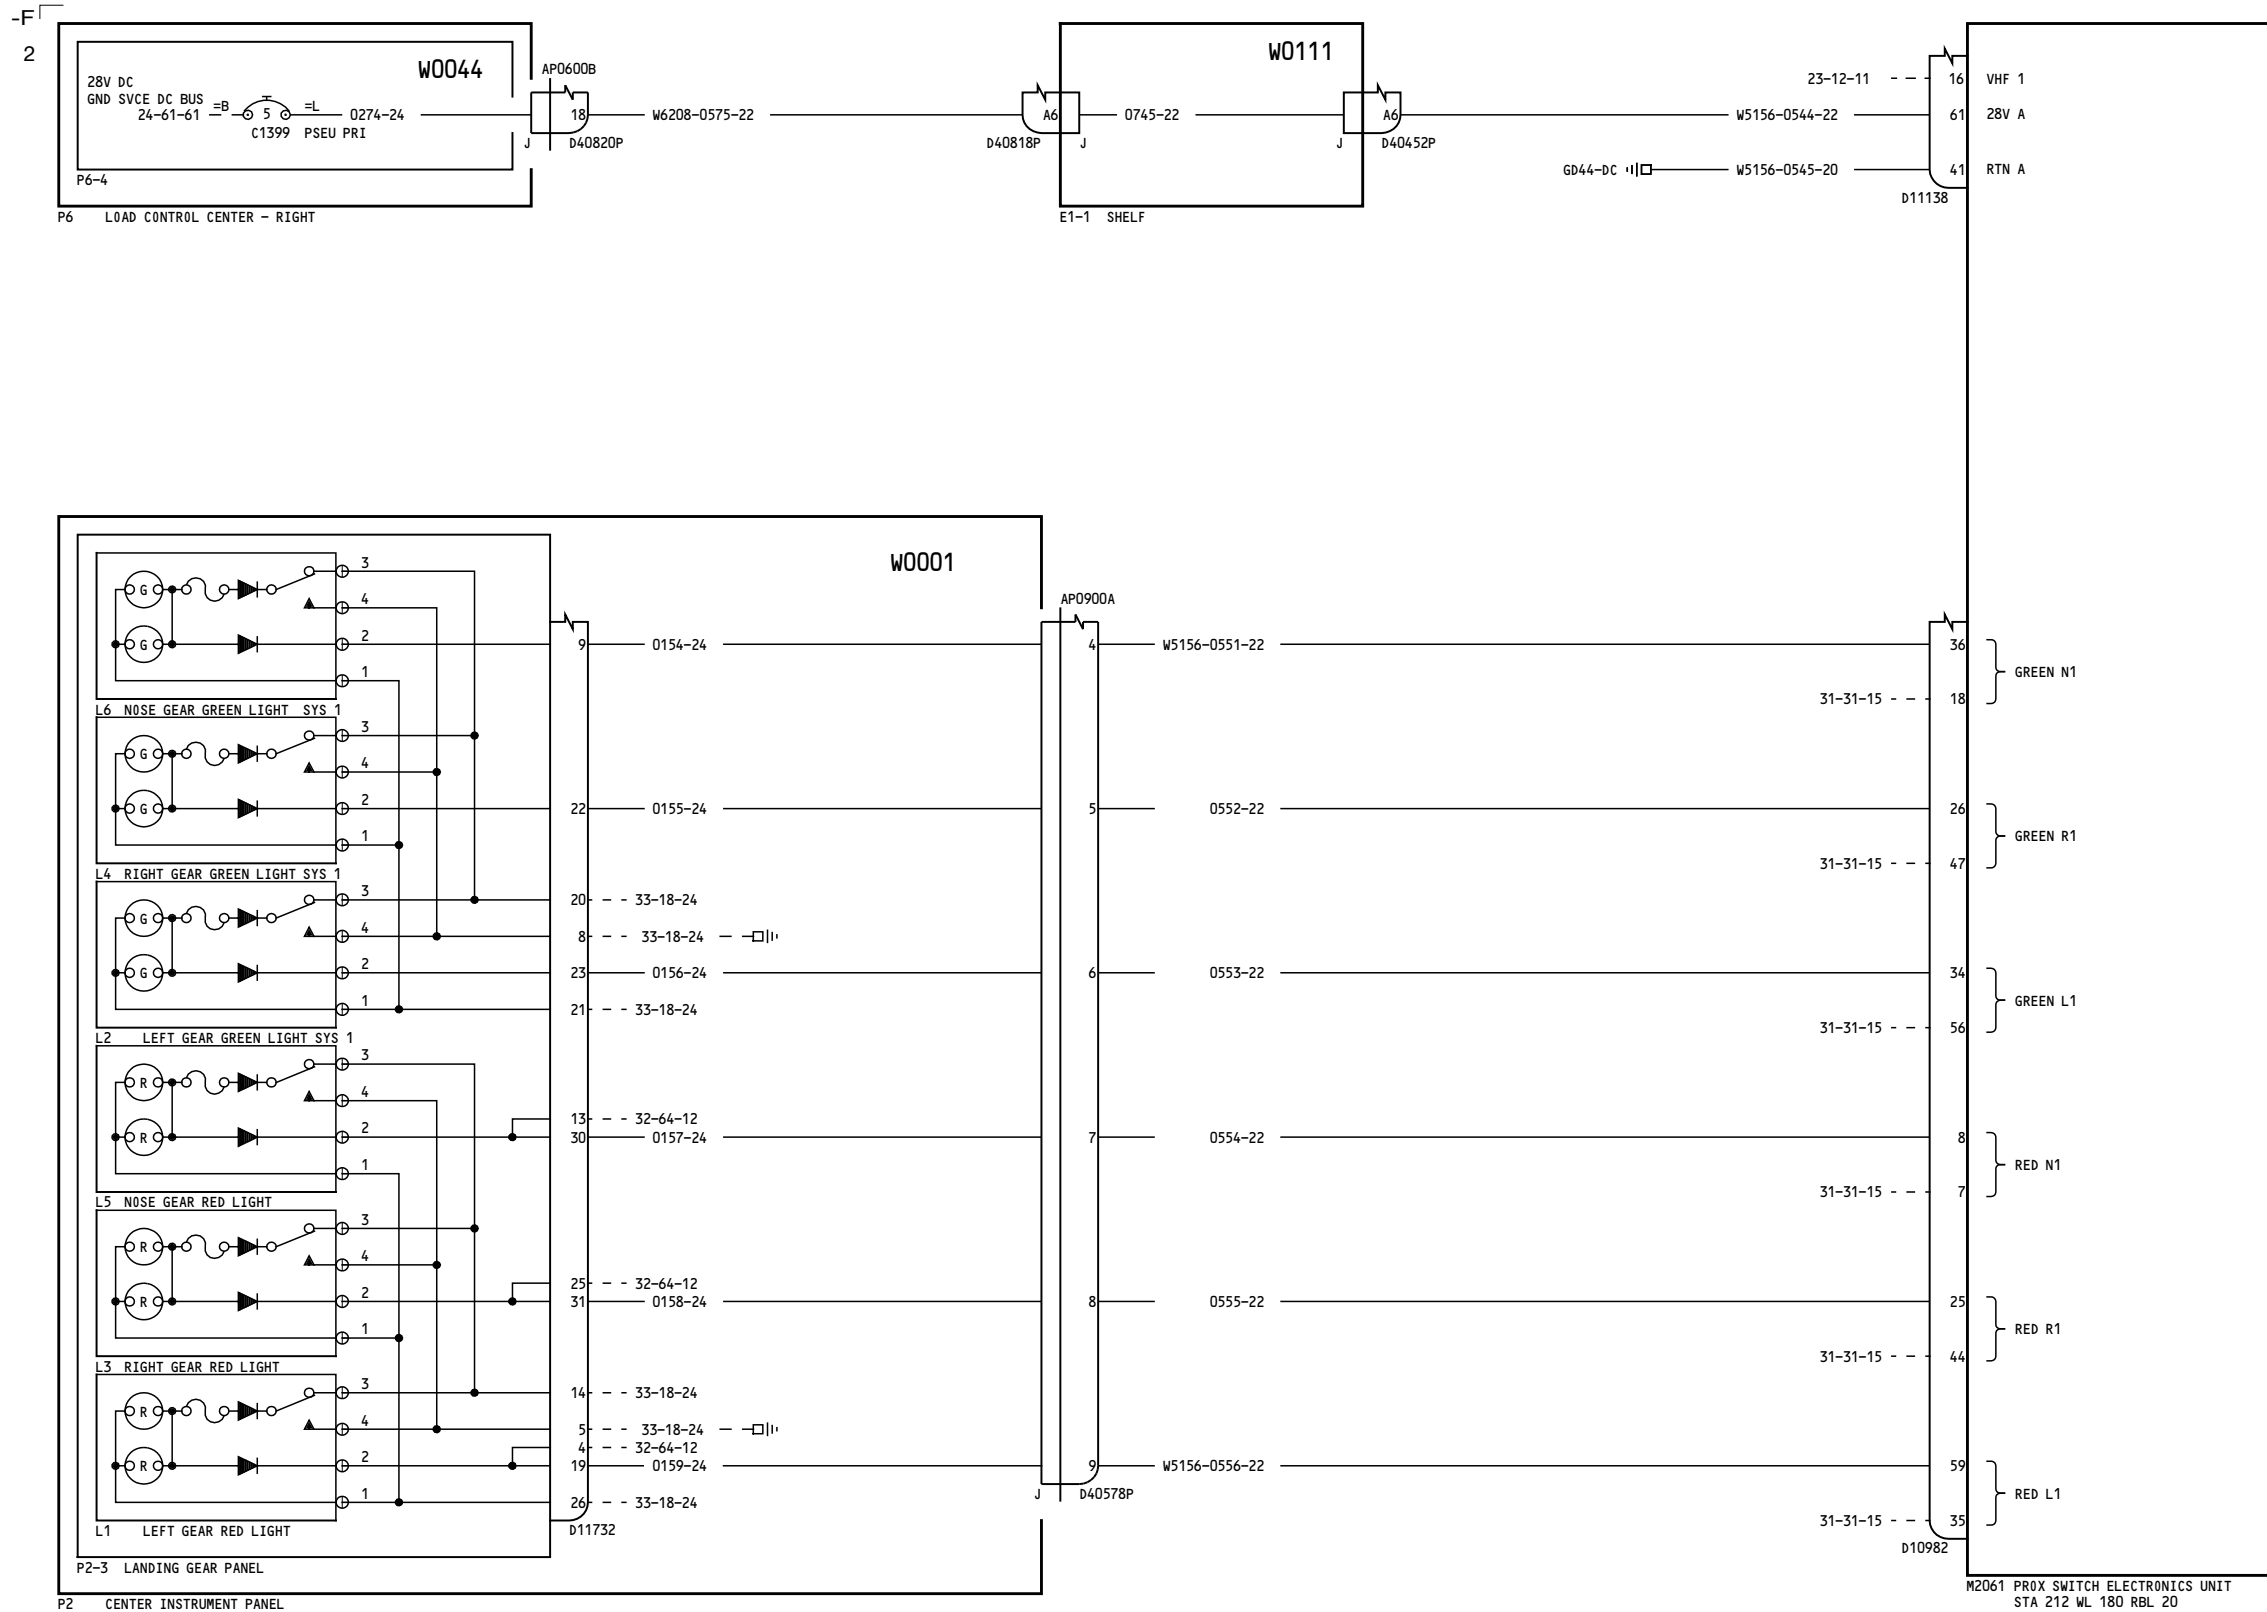 -F
2
W0044
28V DC
GND SVCE DC BUS
24-61-61
=B
5
=L
0274-24
C1399 PSEU PRI
P6-4
P6 LOAD CONTROL CENTER - RIGHT
AP0600B
18
J
D40820P
W6208-0575-22
W0111
A6
D40818P
J
0745-22
J
A6
D40452P
E1-1 SHELF
23-12-11
16 VHF 1
W5156-0544-22
61 28V A
GD44-DC
W5156-0545-20
41 RTN A
D11138
W0001
AP0900A
G
G
3
4
2
1
L6 NOSE GEAR GREEN LIGHT SYS 1
9
0154-24
4
W5156-0551-22
36
31-31-15
18
GREEN N1
G
G
3
4
2
1
L4 RIGHT GEAR GREEN LIGHT SYS 1
22
0155-24
5
0552-22
26
31-31-15
47
GREEN R1
G
G
3
4
2
1
L2 LEFT GEAR GREEN LIGHT SYS 1
20
33-18-24
8
33-18-24
23
0156-24
21
33-18-24
6
0553-22
34
31-31-15
56
GREEN L1
R
R
3
4
2
1
L5 NOSE GEAR RED LIGHT
13
32-64-12
30
0157-24
7
0554-22
8
31-31-15
7
RED N1
R
R
3
4
2
1
L3 RIGHT GEAR RED LIGHT
25
32-64-12
31
0158-24
8
0555-22
25
31-31-15
44
RED R1
R
R
3
4
2
1
L1 LEFT GEAR RED LIGHT
14
33-18-24
5
33-18-24
4
32-64-12
19
0159-24
26
33-18-24
D11732
9
J
D40578P
W5156-0556-22
59
31-31-15
35
RED L1
D10982
P2-3 LANDING GEAR PANEL
P2 CENTER INSTRUMENT PANEL
M2061 PROX SWITCH ELECTRONICS UNIT
STA 212 WL 180 RBL 20